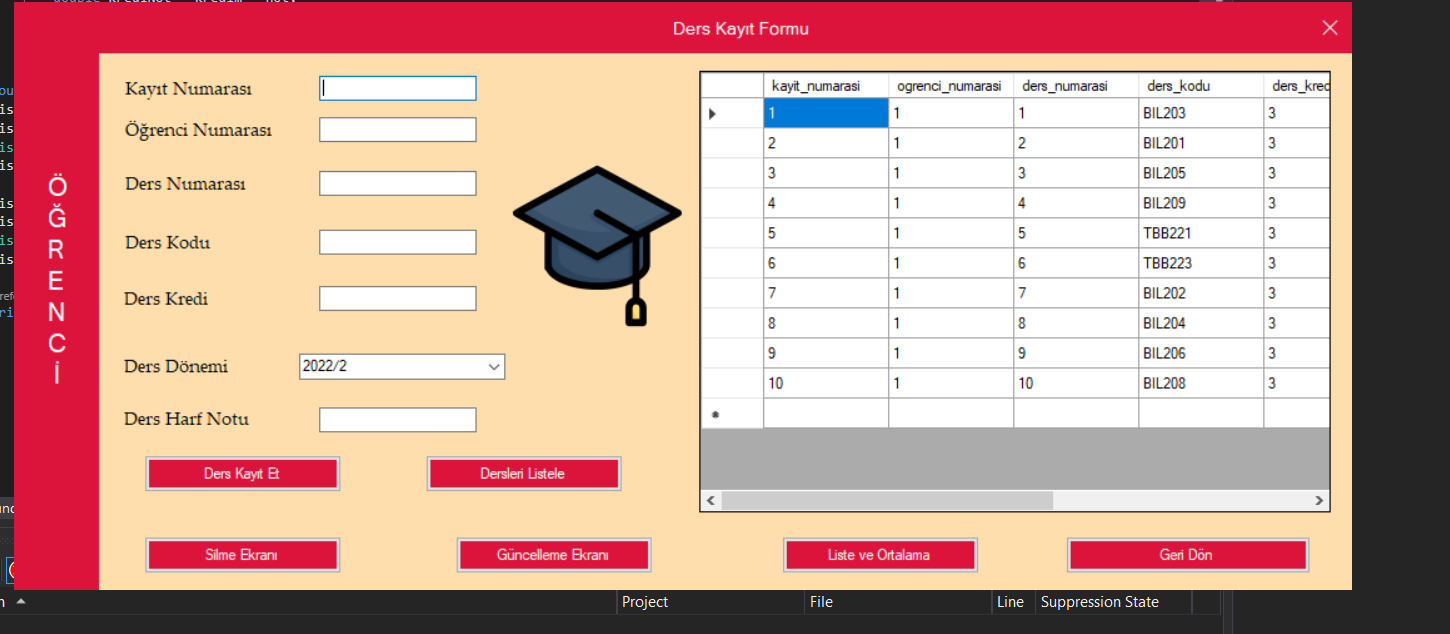 Ders Kayıt Formu
ÖĞRENCİ
Kayıt Numarası
Öğrenci Numarası
Ders Numarası
Ders Kodu
Ders Kredi
Ders Dönemi 2022/2
Ders Harf Notu
Ders Kayıt Et Dersleri Listele
Silme Ekranı Güncelleme Ekranı Liste ve Ortalama Geri Dön
kayit_numarasi ogrenci_numarasi ders_numarasi ders_kodu ders_kred
1 1 1 BIL203 3
2 1 2 BIL201 3
3 1 3 BIL205 3
4 1 4 BIL209 3
5 1 5 TBB221 3
6 1 6 TBB223 3
7 1 7 BIL202 3
8 1 8 BIL204 3
9 1 9 BIL206 3
10 1 10 BIL208 3
Project File Line Suppression State